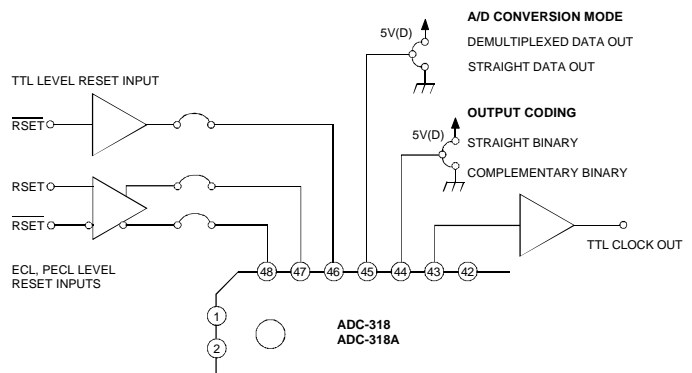 A/D CONVERSION MODE
5V(D)
DEMULTIPLEXED DATA OUT
STRAIGHT DATA OUT
TTL LEVEL RESET INPUT
RSET
OUTPUT CODING
5V(D)
STRAIGHT BINARY
COMPLEMENTARY BINARY
RSET
RSET
TTL CLOCK OUT
ECL, PECL LEVEL
RESET INPUTS
48 47 46 45 44 43 42
1
2
ADC-318
ADC-318A